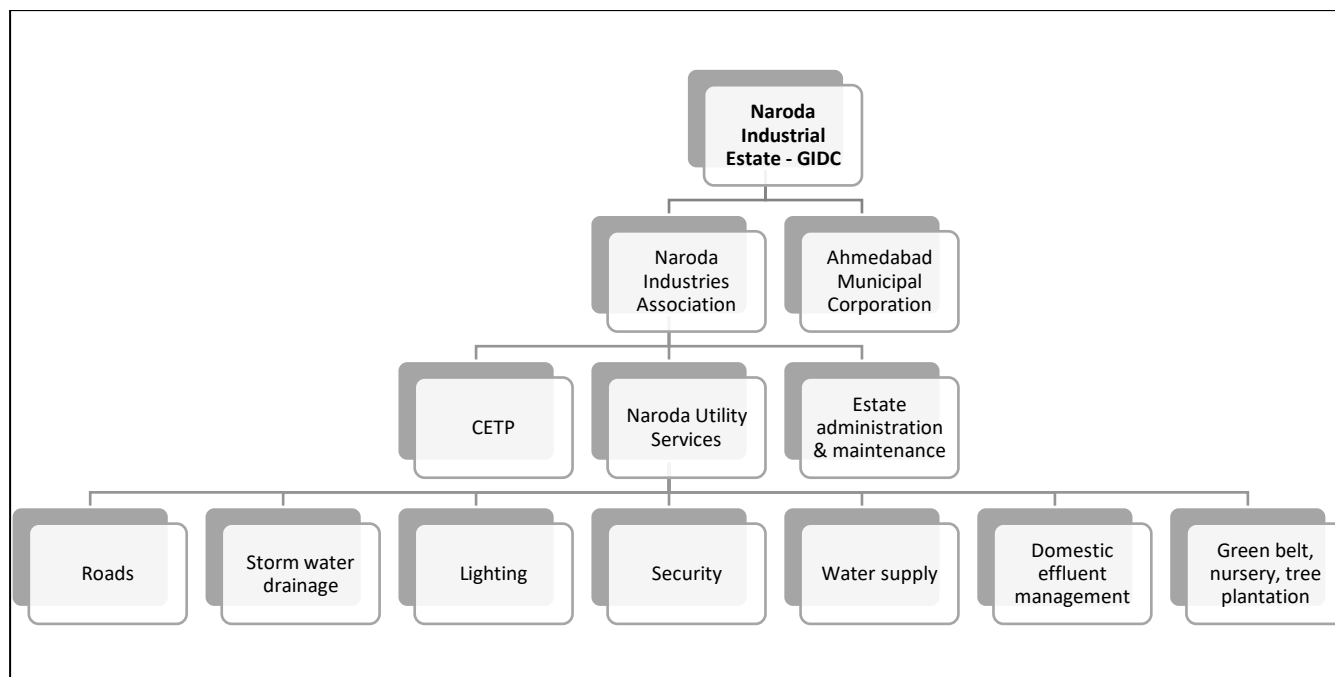 Naroda
Industrial
Estate - GIDC
Naroda
Industries
Association
Ahmedabad
Municipal
Corporation
CETP
Naroda Utility
Services
Estate
administration
& maintenance
Roads
Storm water
drainage
Lighting
Security
Water supply
Domestic
effluent
management
Green belt,
nursery, tree
plantation